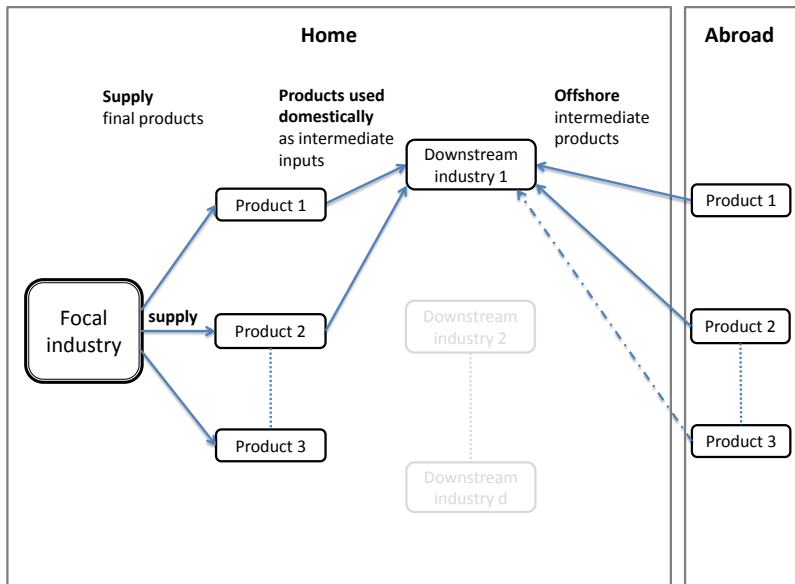 Home
Abroad
Supply
final products
Products used
domestically
as intermediate
inputs
Offshore
intermediate
products
Downstream
industry 1
Product 1
Product 1
Focal
industry
supply
Product 2
Downstream
industry 2
Product 2
Product 3
Product 3
Downstream
industry d